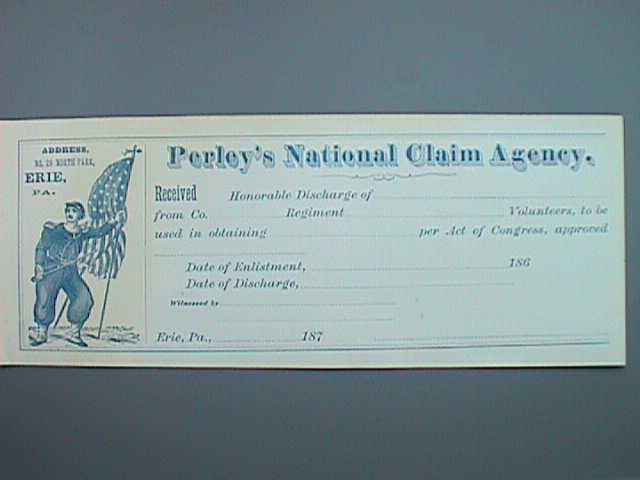 ADDRESS,
NO. 25 NORTH PARK,
ERIE,
PA.
Perley's National Claim Agency.
Received Honorable Discharge of
from Co. Regiment Volunteers, to be
used in obtaining per Act of Congress, approved
Date of Enlistment, 186
Date of Discharge,
Witnessed by
Erie, Pa., 187